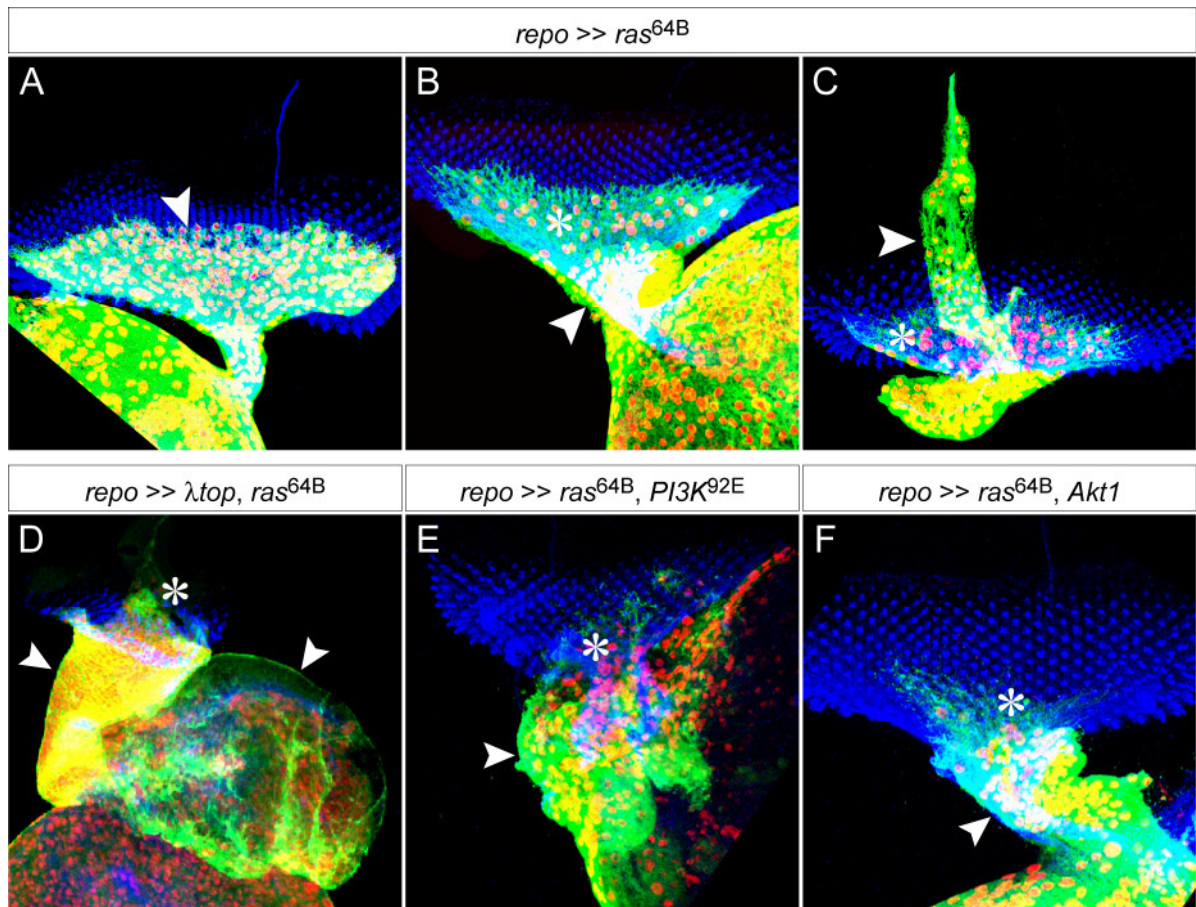 repo >> ras64B
A
B
C
repo >> λtop, ras64B
repo >> ras64B, PI3K92E
repo >> ras64B, Akt1
D
*
E
*
F
*